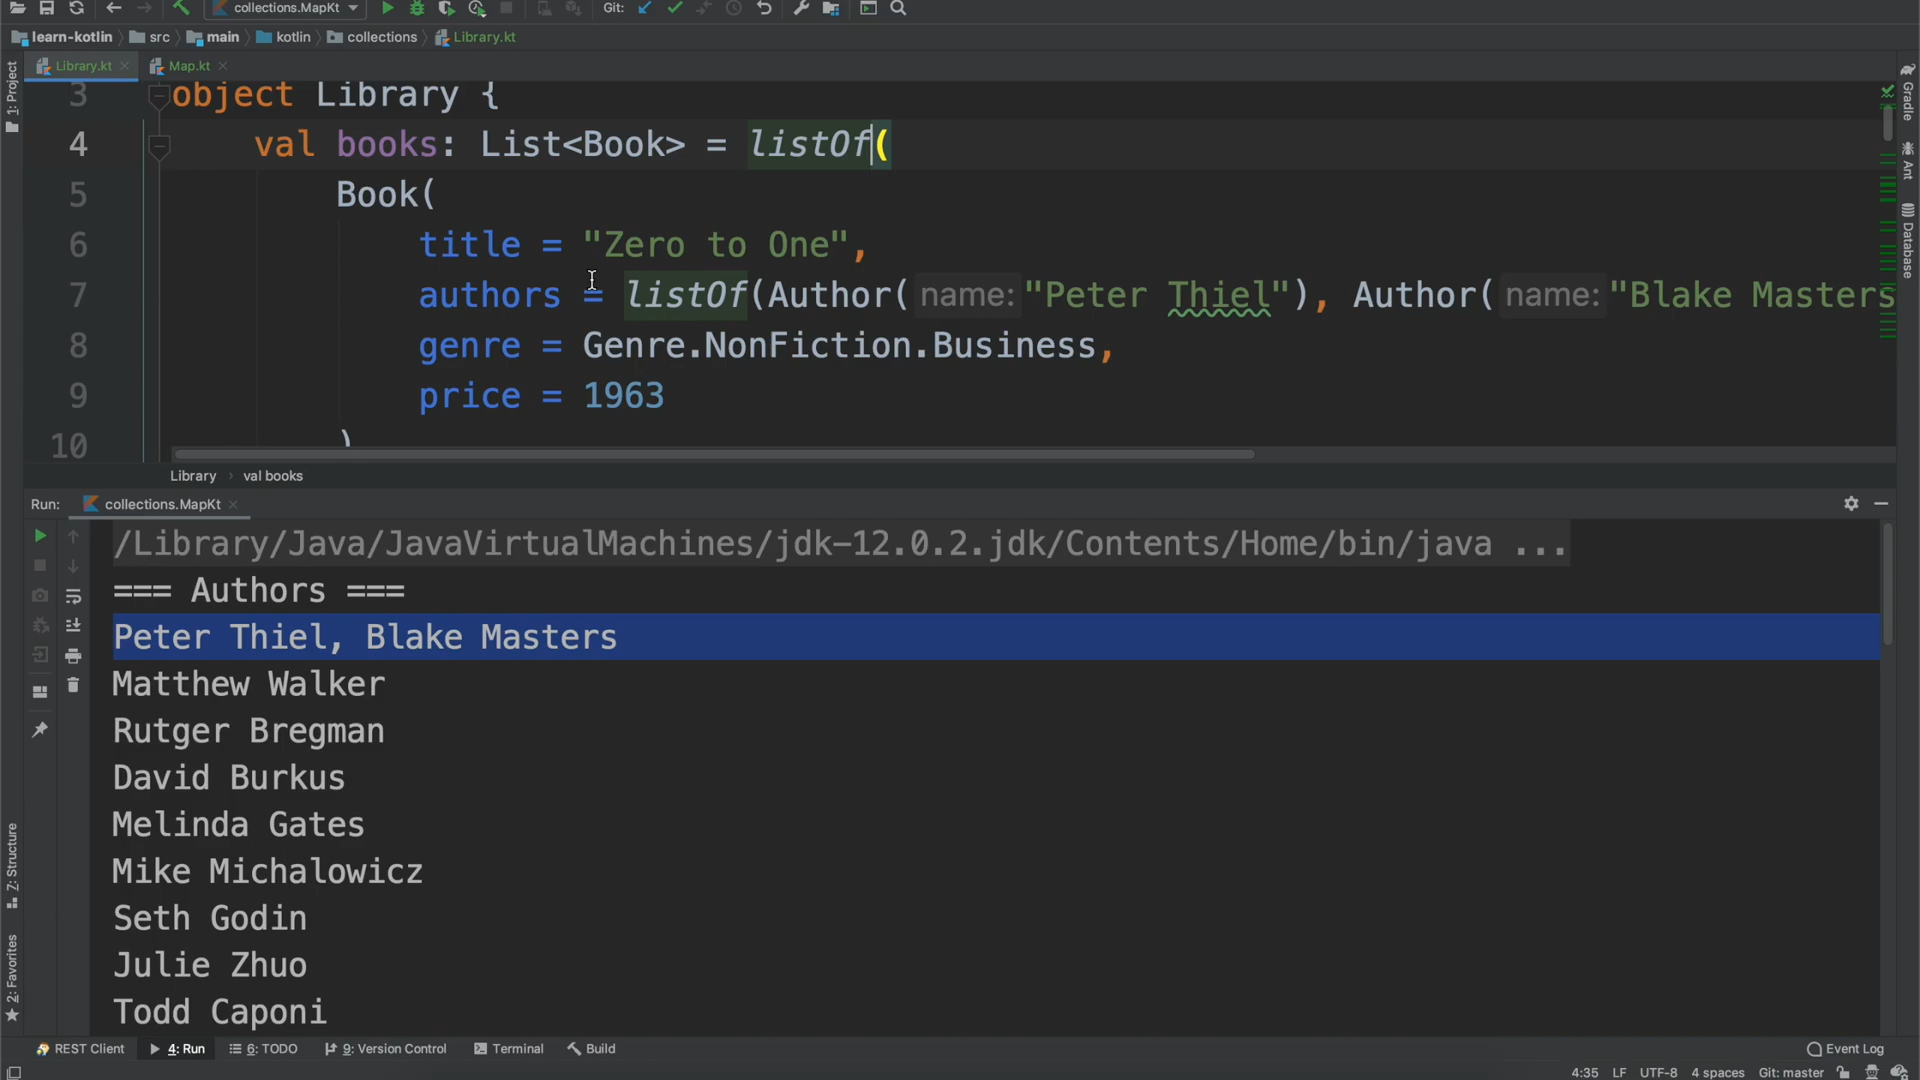 collections.MapKt
Git:
learn-kotlin
src
main
kotlin
collections
Library.kt
Library.kt
Map.kt
1: Project
3 object Library {
4 val books: List<Book> = listOf(
5 Book(
6 title = "Zero to One",
7 authors = listOf(Author( name: "Peter Thiel"), Author( name: "Blake Masters
8 genre = Genre.NonFiction.Business,
9 price = 1963
10 )
Gradle
Ant
Database
Library
val books
Run:
collections.MapKt
/Library/Java/JavaVirtualMachines/jdk-12.0.2.jdk/Contents/Home/bin/java ...
=== Authors ===
Peter Thiel, Blake Masters
Matthew Walker
Rutger Bregman
David Burkus
Melinda Gates
Mike Michalowicz
Seth Godin
Julie Zhuo
Todd Caponi
Z: Structure
2: Favorites
REST Client
4: Run
6: TODO
9: Version Control
Terminal
Build
Event Log
4:35 LF UTF-8 4 spaces Git: master